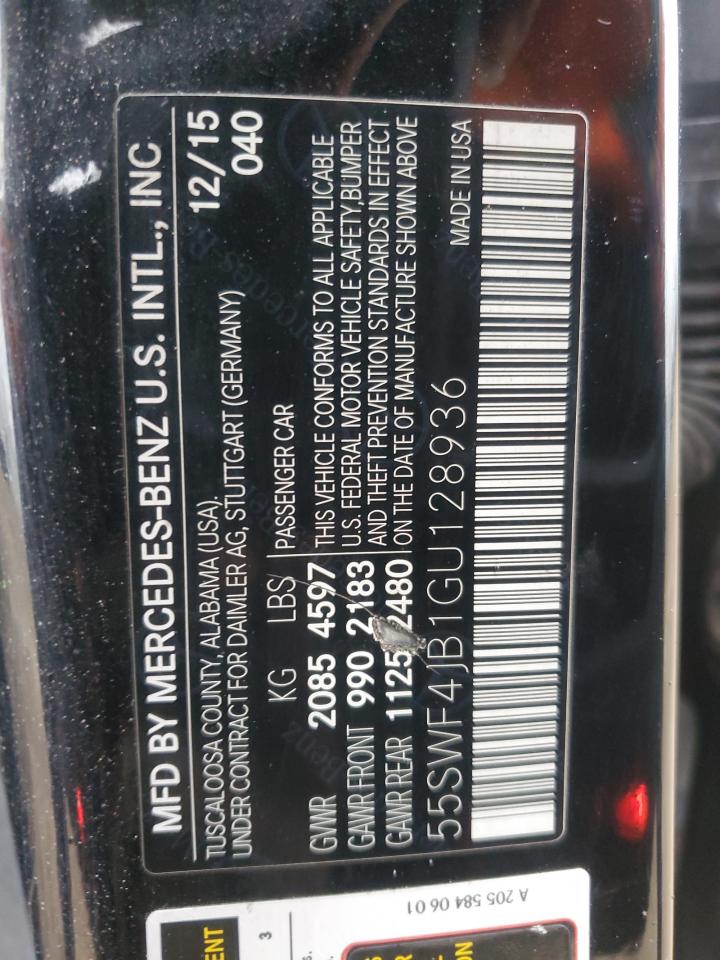 MFD BY MERCEDES-BENZ U.S. INTL., INC
TUSCALOOSA COUNTY, ALABAMA (USA). 12/15
UNDER CONTRACT FOR DAIMLER AG, STUTTGART (GERMANY) 040
KG LBS PASSENGER CAR
GVWR 2085 4597 THIS VEHICLE CONFORMS TO ALL APPLICABLE
GAWR FRONT 990 2183 U.S. FEDERAL MOTOR VEHICLE SAFETY,BUMPER
AND THEFT PREVENTION STANDARDS IN EFFECT
GAWR REAR 1125 2480 ON THE DATE OF MANUFACTURE SHOWN ABOVE
55SWF4JB1GU128936 MADE IN USA
A 205 584 06 01
3